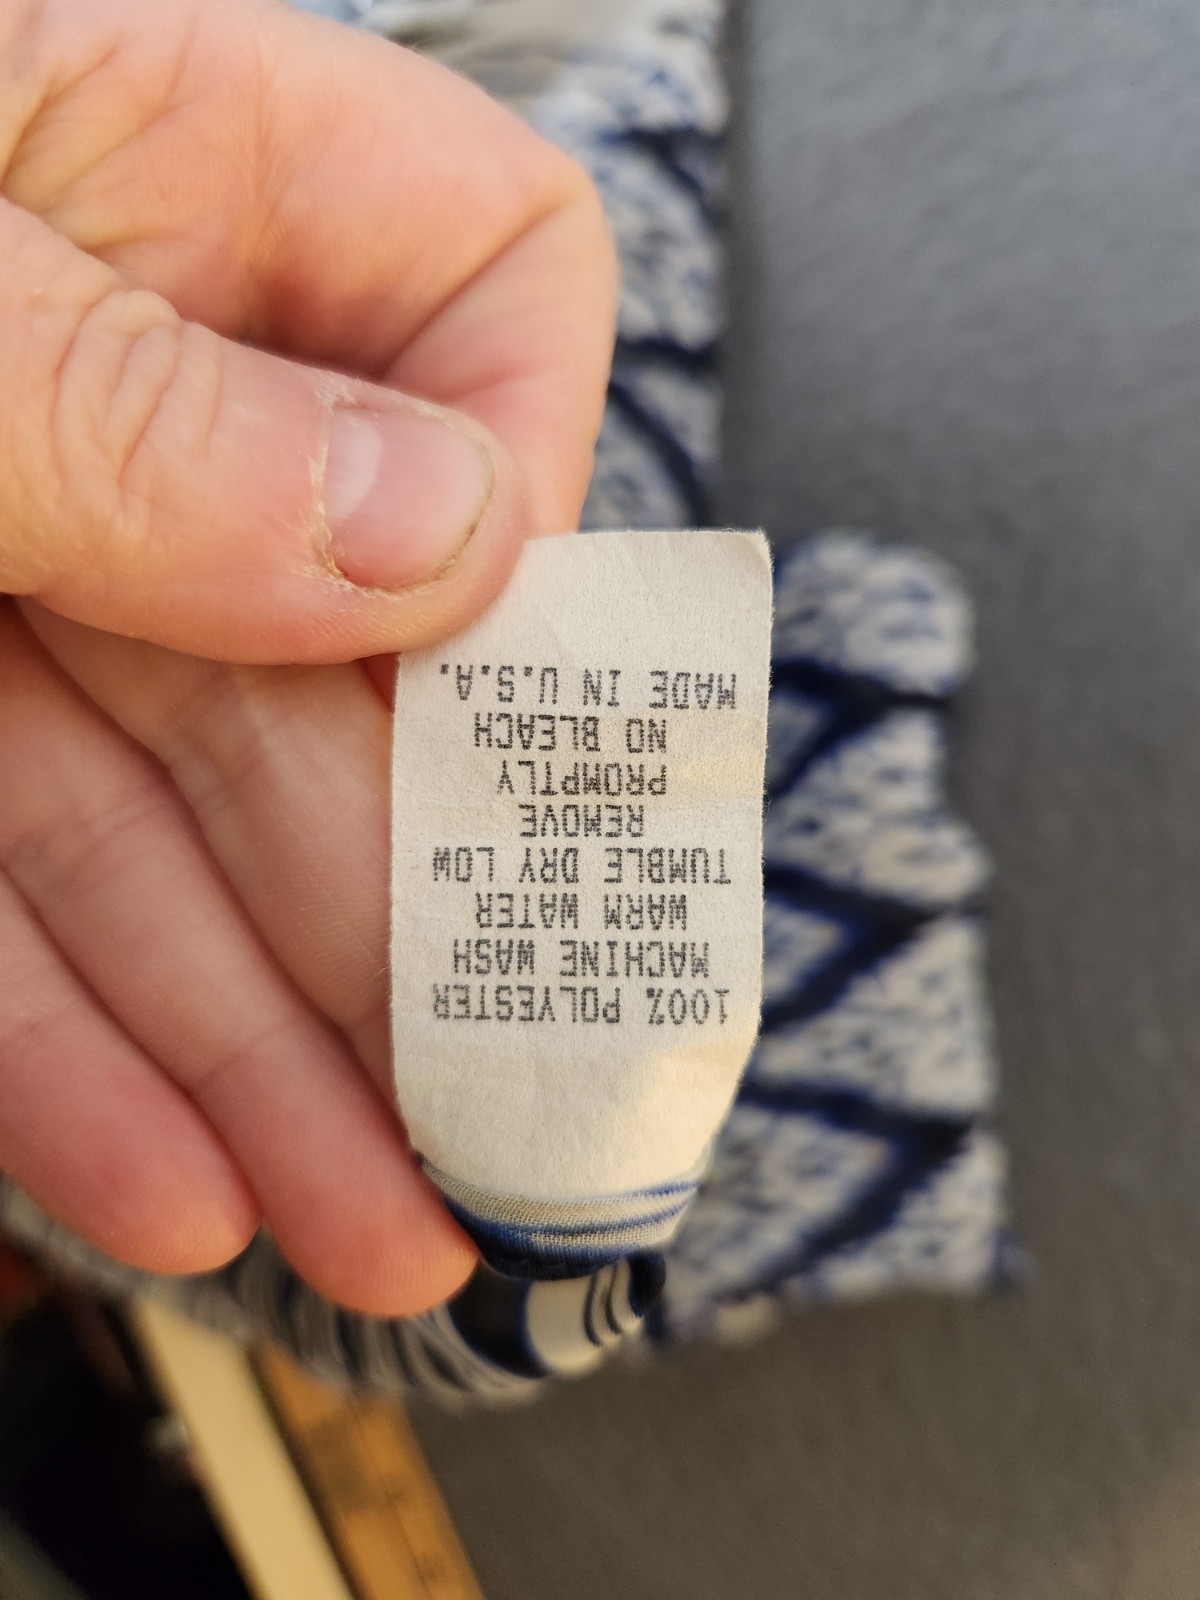 100% POLYESTER
MACHINE WASH
WARM WATER
TUMBLE DRY LOW
REMOVE
PROMPTLY
NO BLEACH
MADE IN U.S.A.